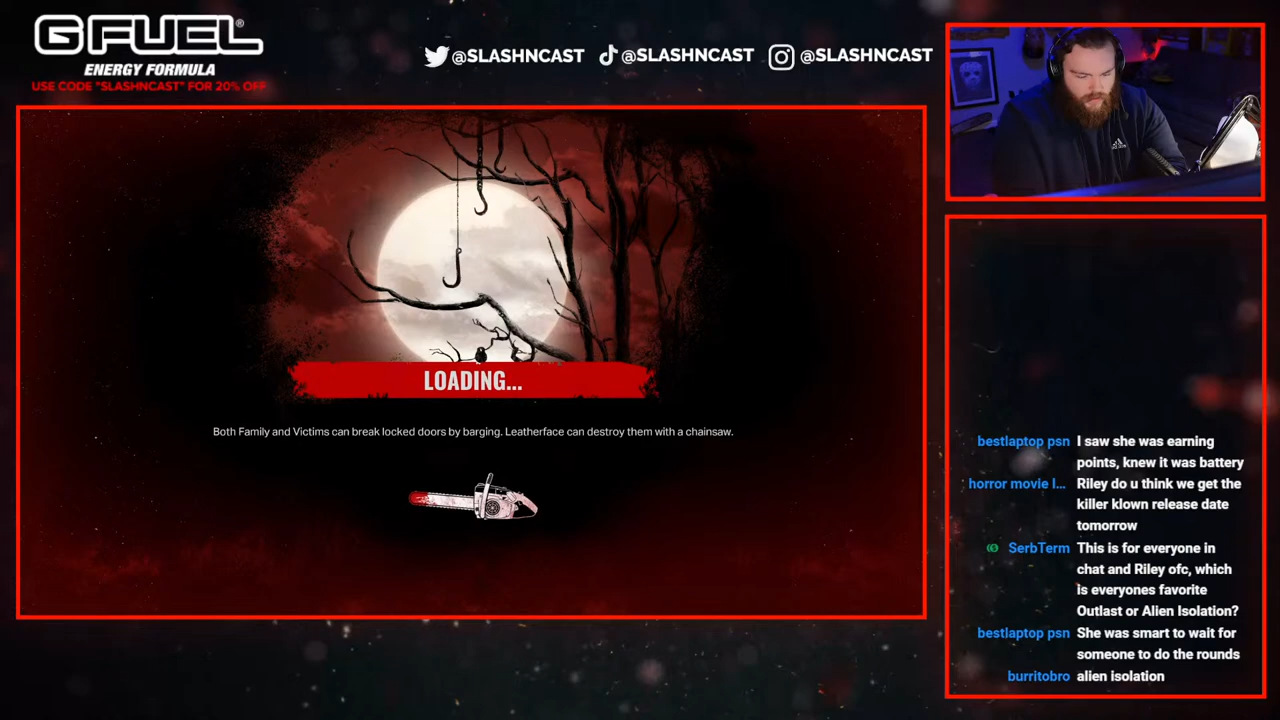 GFUEL®
ENERGY FORMULA
USE CODE "SLASHNCAST" FOR 20% OFF
@SLASHNCAST @SLASHNCAST @SLASHNCAST
LOADING...
Both Family and Victims can break locked doors by barging. Leatherface can destroy them with a chainsaw.
bestlaptop psn I saw she was earning
points, knew it was battery
horror movie l... Riley do u think we get the
killer klown release date
tomorrow
SerbTerm This is for everyone in
chat and Riley ofc, which
is everyones favorite
Outlast or Alien Isolation?
bestlaptop psn She was smart to wait for
someone to do the rounds
burritobro alien isolation